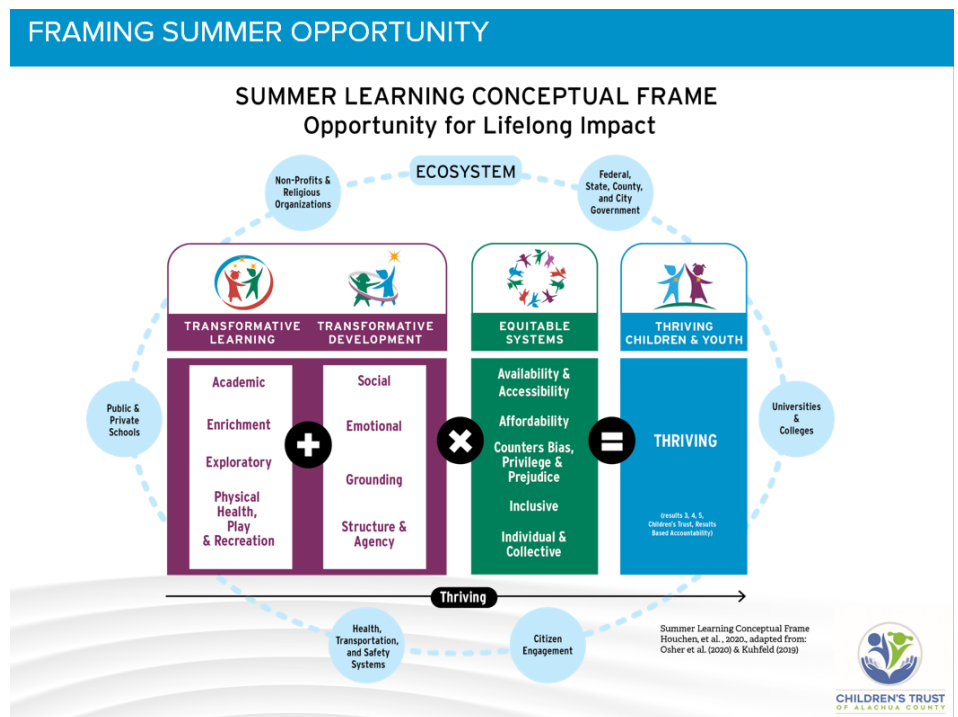 FRAMING SUMMER OPPORTUNITY
SUMMER LEARNING CONCEPTUAL FRAME
Opportunity for Lifelong Impact
ECOSYSTEM
Non-Profits &
Religious
Organizations
Federal,
State, County,
and City
Government
TRANSFORMATIVE
LEARNING
TRANSFORMATIVE
DEVELOPMENT
EQUITABLE
SYSTEMS
THRIVING
CHILDREN & YOUTH
Public &
Private
Schools
Academic
Enrichment
Exploratory
Physical
Health,
Play
& Recreation
+
Social
Emotional
Grounding
Structure &
Agency
×
Availability &
Accessibility
Affordability
Counters Bias,
Privilege &
Prejudice
Inclusive
Individual &
Collective
=
THRIVING
(results 3, 4, 5,
Children's Trust, Results
Based Accountability)
Universities
&
Colleges
Thriving
Health,
Transportation,
and Safety
Systems
Citizen
Engagement
Summer Learning Conceptual Frame
Houchen, et al. , 2020., adapted from:
Osher et al. (2020) & Kuhfeld (2019)
CHILDREN'S TRUST
OF ALACHUA COUNTY